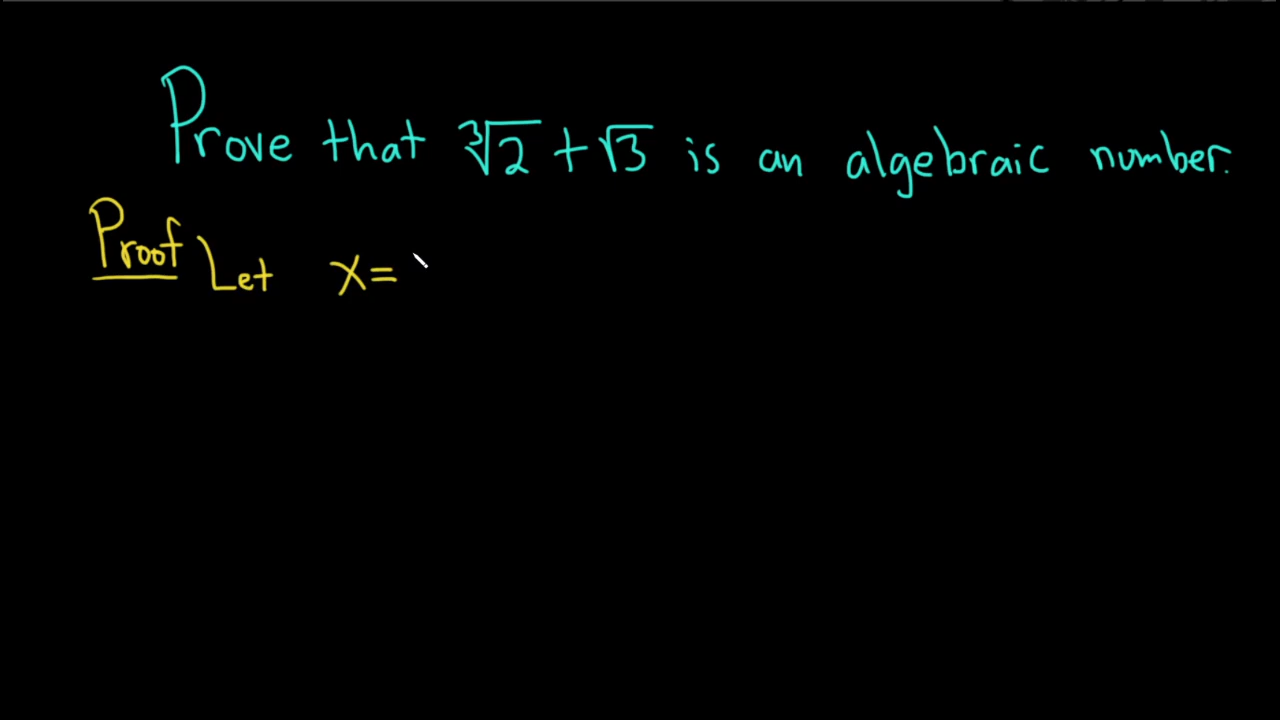 Prove that ∛2 + √3 is an algebraic number.
Proof) Let x =